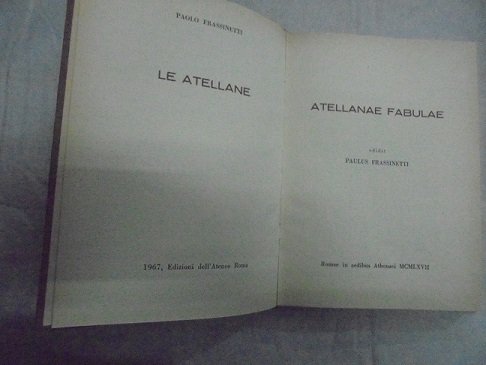 PAOLO FRASSINETTI
LE ATELLANE
1967, Edizioni dell'Ateneo Roma
ATELLANAE FABULAE
edidit
PAULUS FRASSINETTI
Romae in aedibus Athenaei MCMLXVII